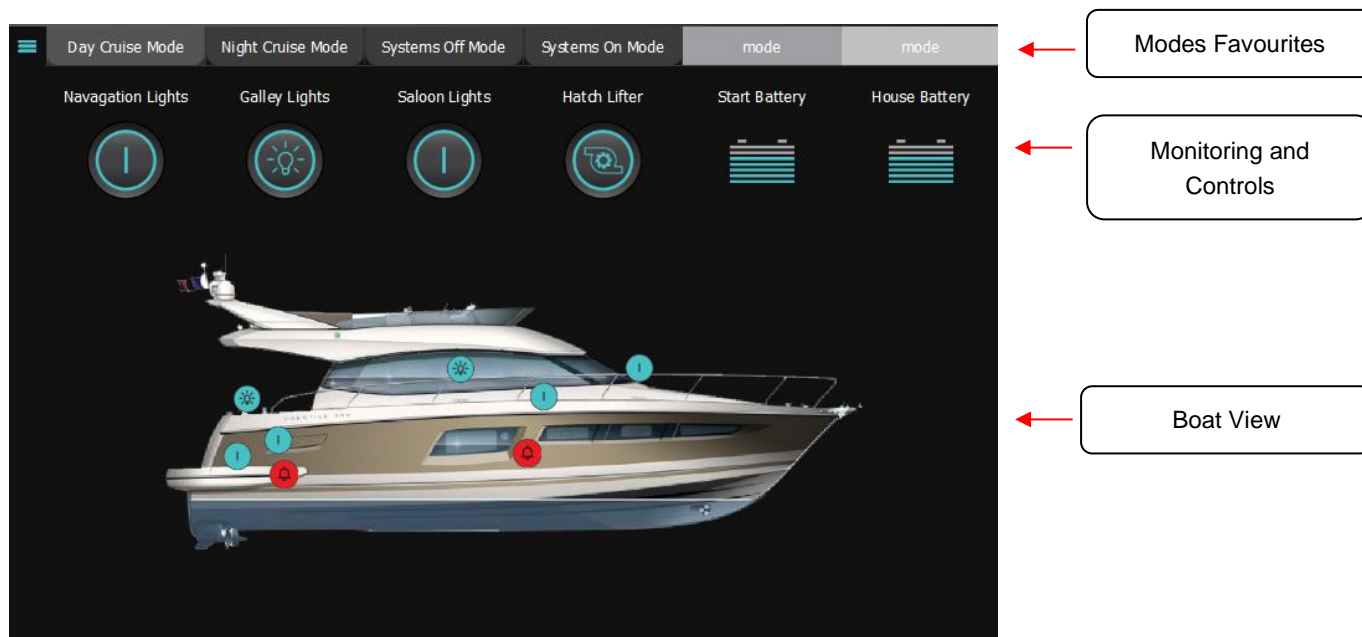 Day Cruise Mode Night Cruise Mode Systems Off Mode Systems On Mode mode mode
Modes Favourites
Navagation Lights Galley Lights Saloon Lights Hatch Lifter Start Battery House Battery
Monitoring and
Controls
Boat View